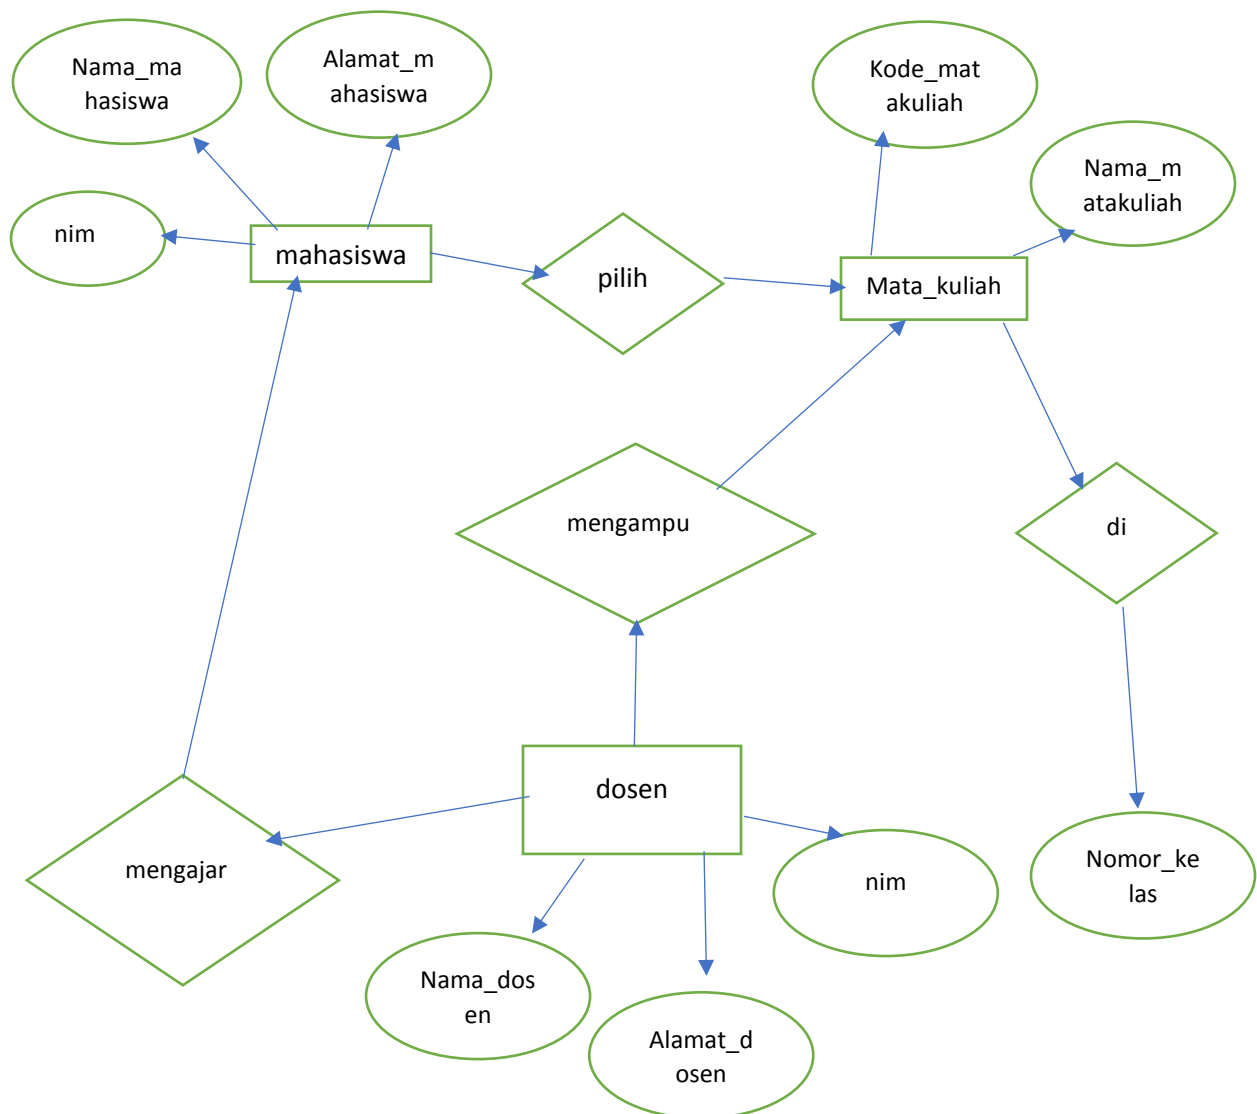 Nama_ma
hasiswa
Alamat_m
ahasiswa
Kode_mat
akuliah
Nama_m
atakuliah
nim
mahasiswa
pilih
Mata_kuliah
mengampu
di
dosen
mengajar
nim
Nomor_ke
las
Nama_dos
en
Alamat_d
osen